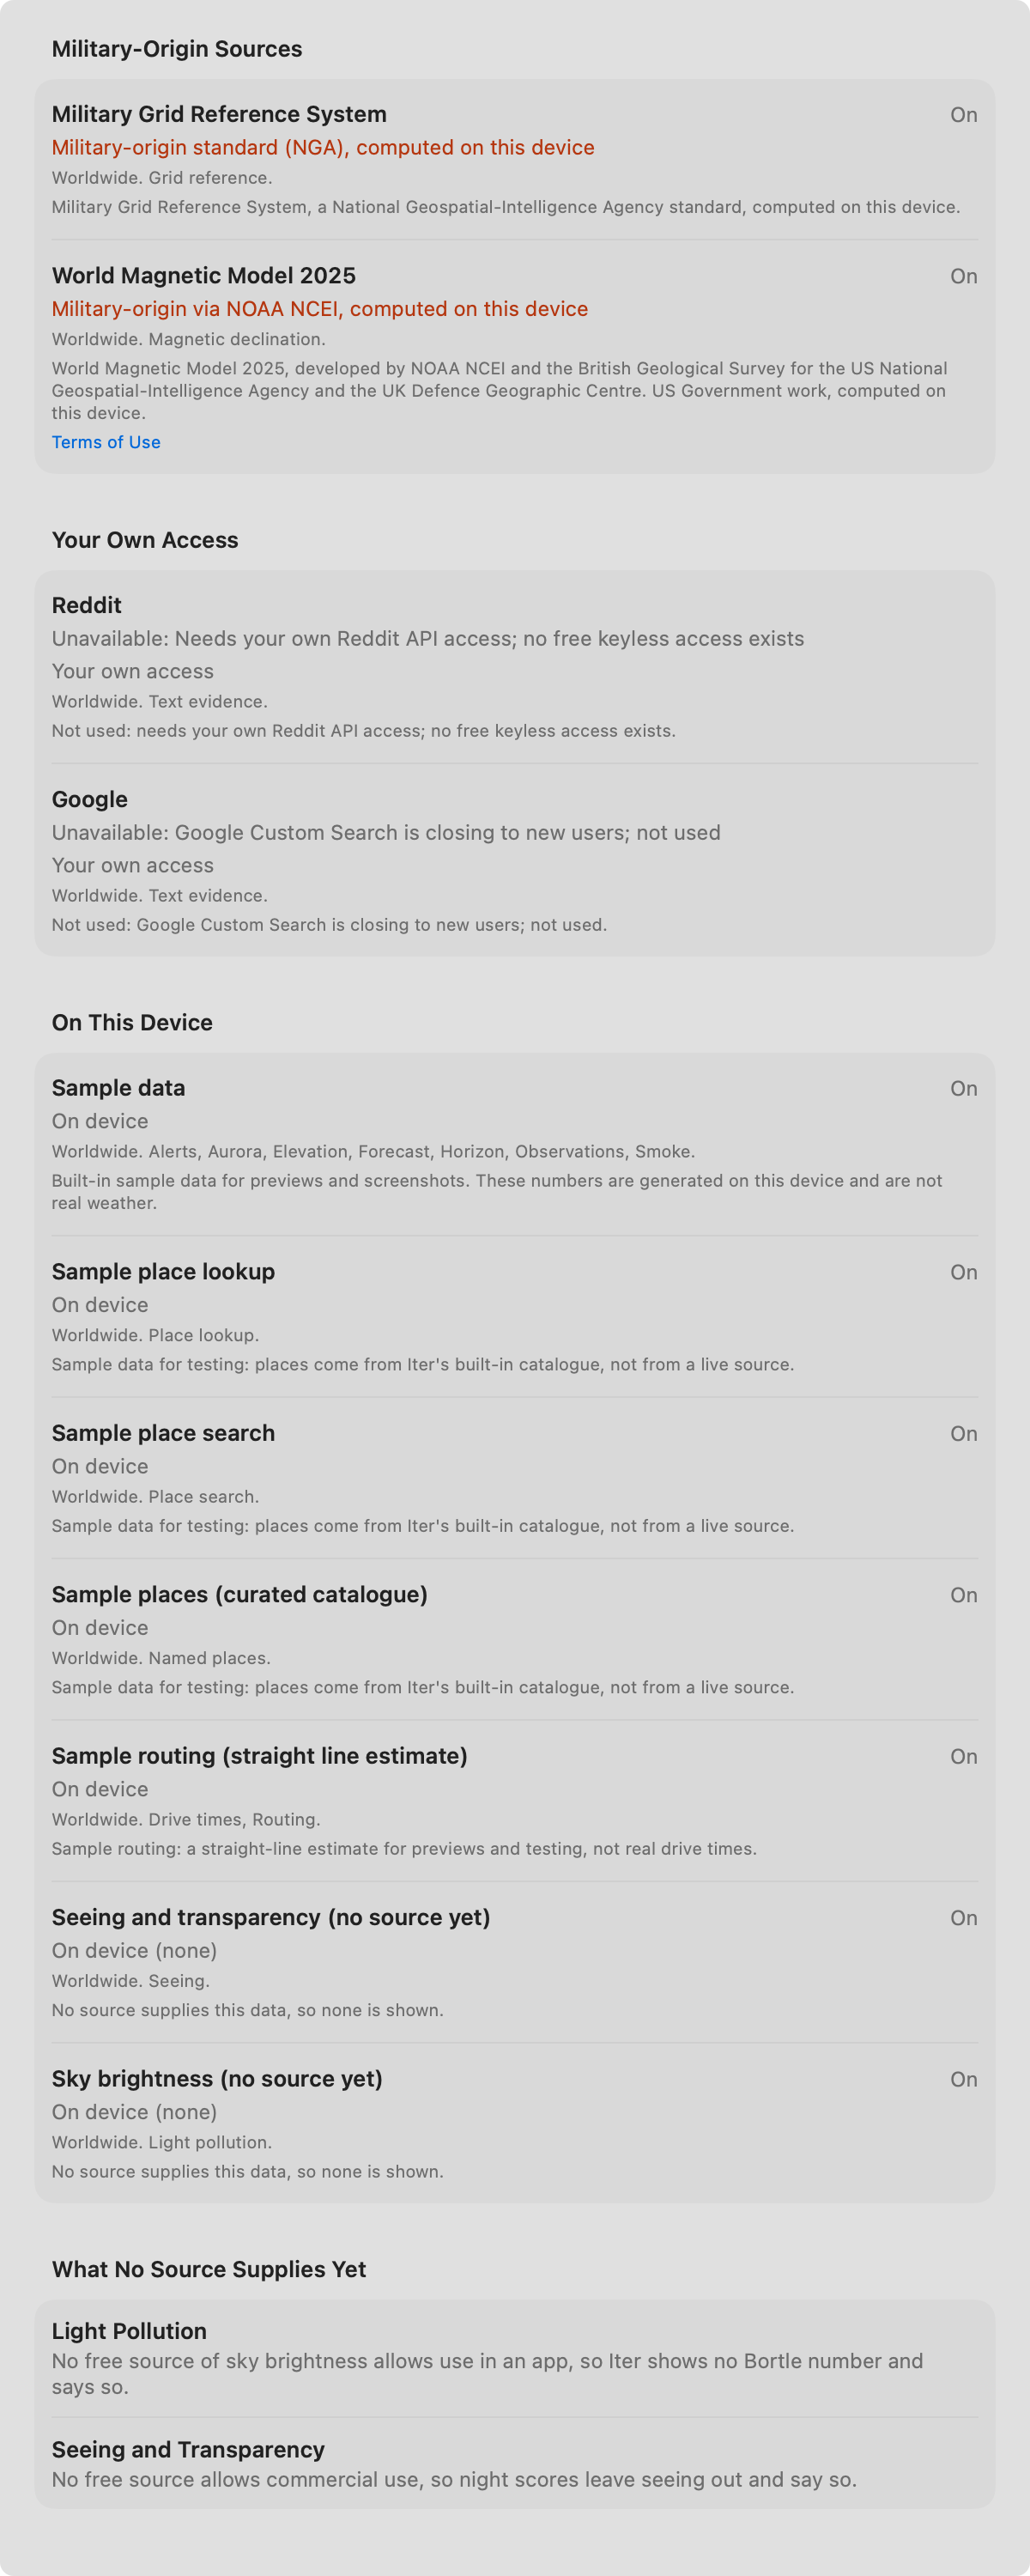 Military-Origin Sources
Military Grid Reference System
On
Military-origin standard (NGA), computed on this device
Worldwide. Grid reference.
Military Grid Reference System, a National Geospatial-Intelligence Agency standard, computed on this device.
World Magnetic Model 2025
On
Military-origin via NOAA NCEI, computed on this device
Worldwide. Magnetic declination.
World Magnetic Model 2025, developed by NOAA NCEI and the British Geological Survey for the US National
Geospatial-Intelligence Agency and the UK Defence Geographic Centre. US Government work, computed on
this device.
Terms of Use
Your Own Access
Reddit
Unavailable: Needs your own Reddit API access; no free keyless access exists
Your own access
Worldwide. Text evidence.
Not used: needs your own Reddit API access; no free keyless access exists.
Google
Unavailable: Google Custom Search is closing to new users; not used
Your own access
Worldwide. Text evidence.
Not used: Google Custom Search is closing to new users; not used.
On This Device
Sample data
On
On device
Worldwide. Alerts, Aurora, Elevation, Forecast, Horizon, Observations, Smoke.
Built-in sample data for previews and screenshots. These numbers are generated on this device and are not
real weather.
Sample place lookup
On
On device
Worldwide. Place lookup.
Sample data for testing: places come from Iter's built-in catalogue, not from a live source.
Sample place search
On
On device
Worldwide. Place search.
Sample data for testing: places come from Iter's built-in catalogue, not from a live source.
Sample places (curated catalogue)
On
On device
Worldwide. Named places.
Sample data for testing: places come from Iter's built-in catalogue, not from a live source.
Sample routing (straight line estimate)
On
On device
Worldwide. Drive times, Routing.
Sample routing: a straight-line estimate for previews and testing, not real drive times.
Seeing and transparency (no source yet)
On
On device (none)
Worldwide. Seeing.
No source supplies this data, so none is shown.
Sky brightness (no source yet)
On
On device (none)
Worldwide. Light pollution.
No source supplies this data, so none is shown.
What No Source Supplies Yet
Light Pollution
No free source of sky brightness allows use in an app, so Iter shows no Bortle number and
says so.
Seeing and Transparency
No free source allows commercial use, so night scores leave seeing out and say so.